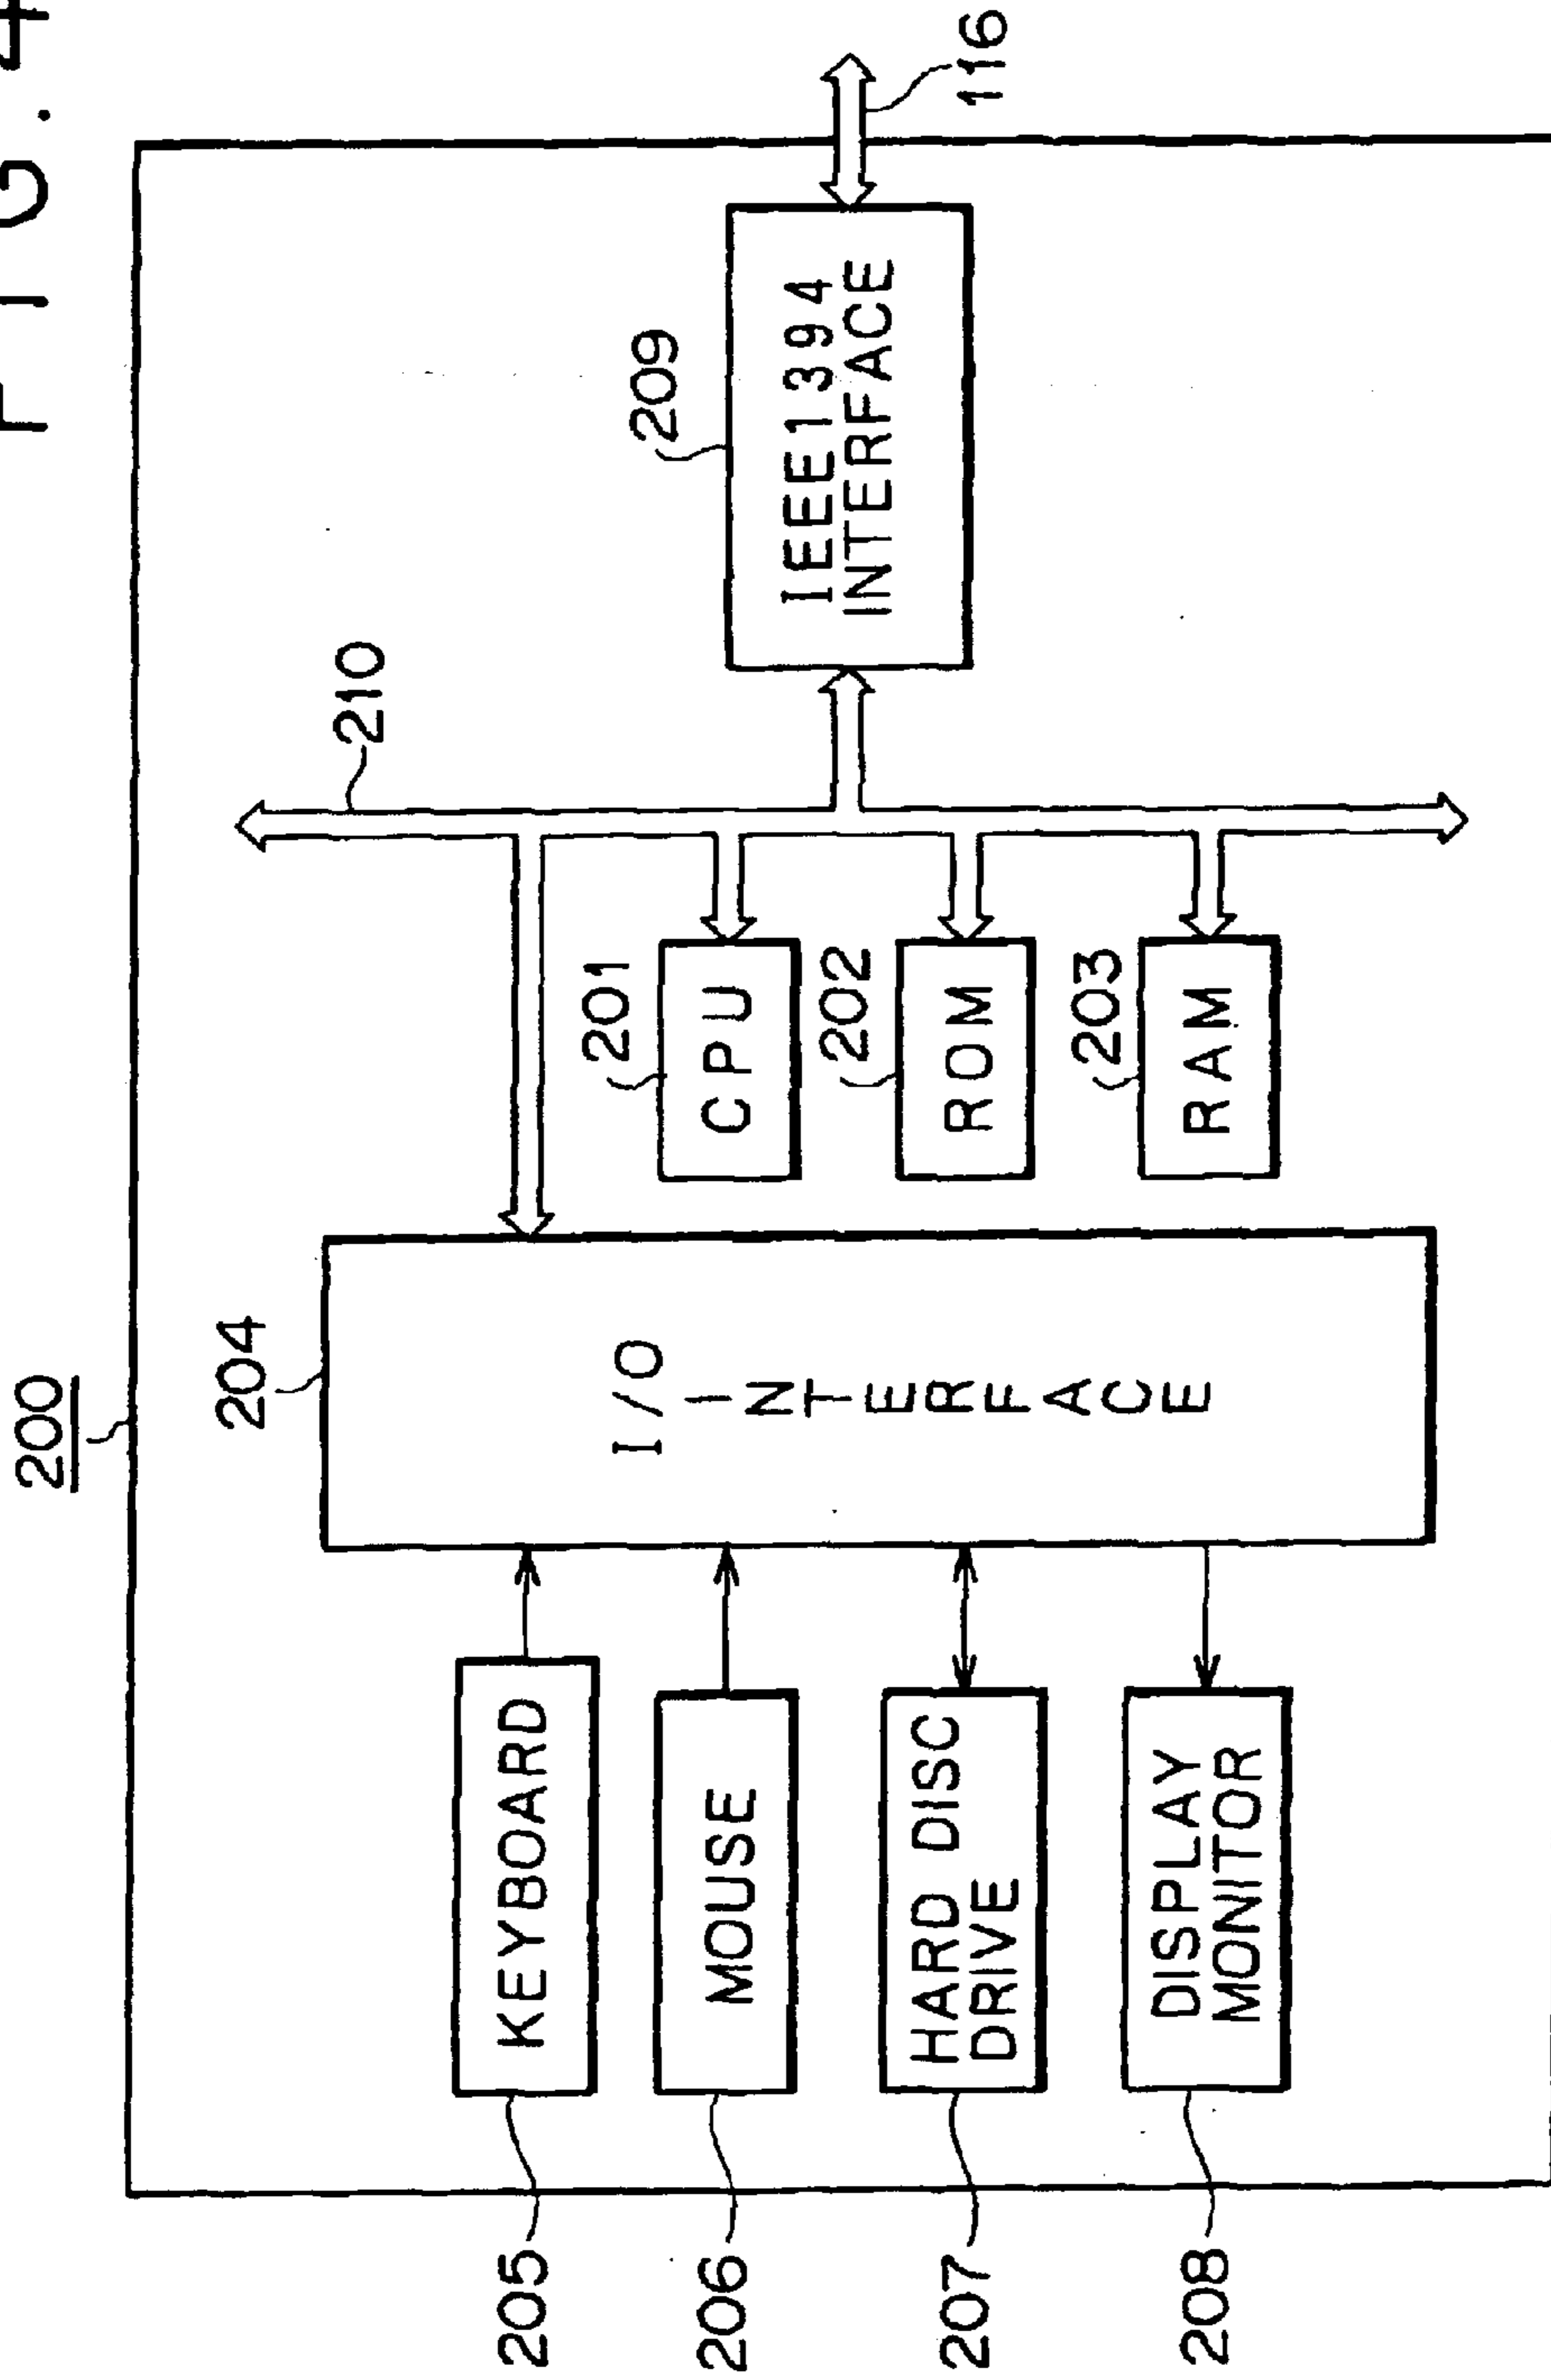 FIG. 4
200
204
210
209
116
205
KEYBOARD
206
MOUSE
207
HARD DISC
DRIVE
208
DISPLAY
MONITOR
I/O
INTERFACE
201
CPU
202
ROM
203
RAM
IEEE1394
INTERFACE